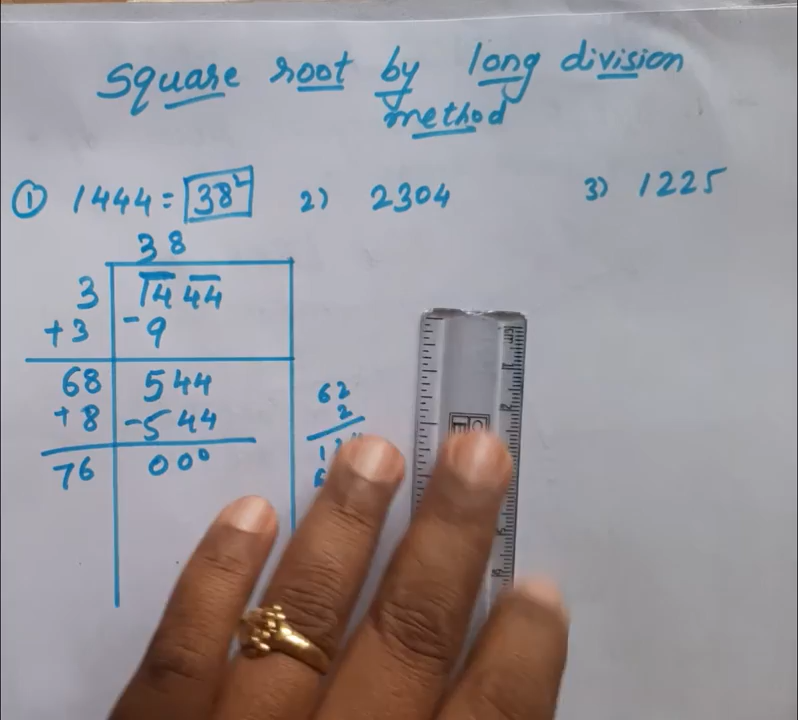 Square root by long division
method
① 1444 = 38² 2) 2304 3) 1225
38
3 14 44
+3 -9
68 544
+8 -544
76 000
62
2